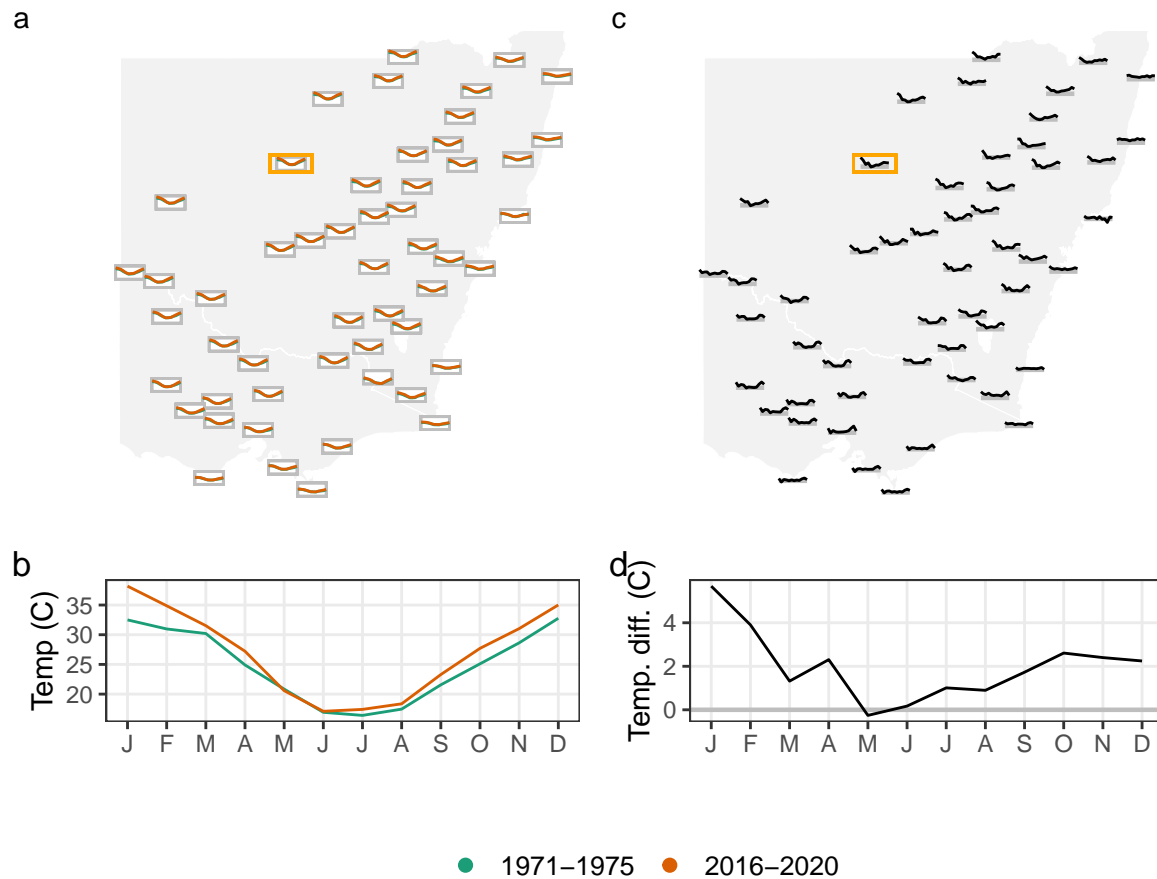 a
c
b
Temp (C)
35
30
25
20
J F M A M J J A S O N D
d
Temp. diff. (C)
4
2
0
J F M A M J J A S O N D
1971−1975 2016−2020